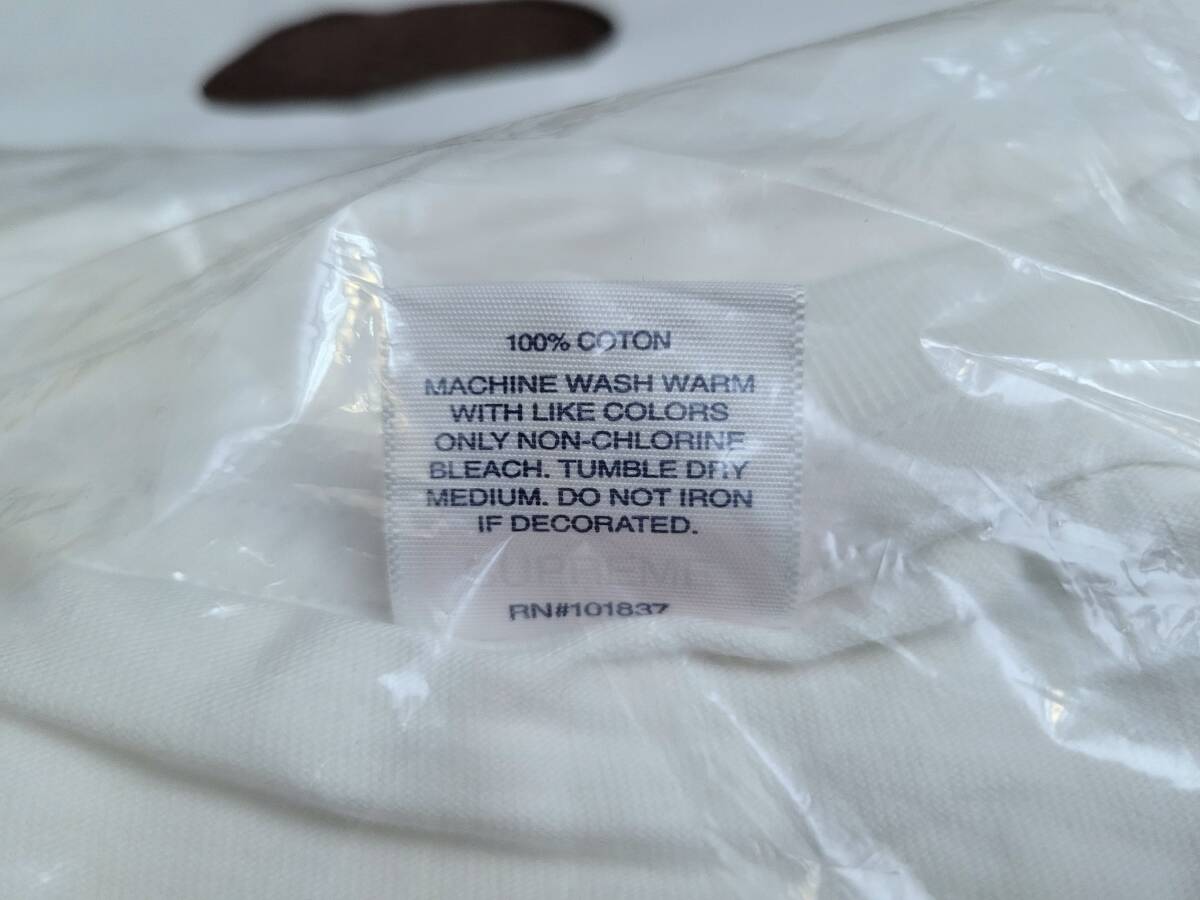 100% COTON
MACHINE WASH WARM
WITH LIKE COLORS
ONLY NON-CHLORINE
BLEACH. TUMBLE DRY
MEDIUM. DO NOT IRON
IF DECORATED.
SUPREME
RN#101837